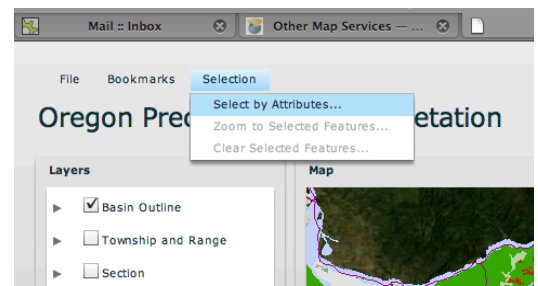 Mail :: Inbox
Other Map Services — ...
File Bookmarks Selection
Select by Attributes...
Zoom to Selected Features...
Clear Selected Features...
Oregon etation
Layers
Basin Outline
Township and Range
Section
Map